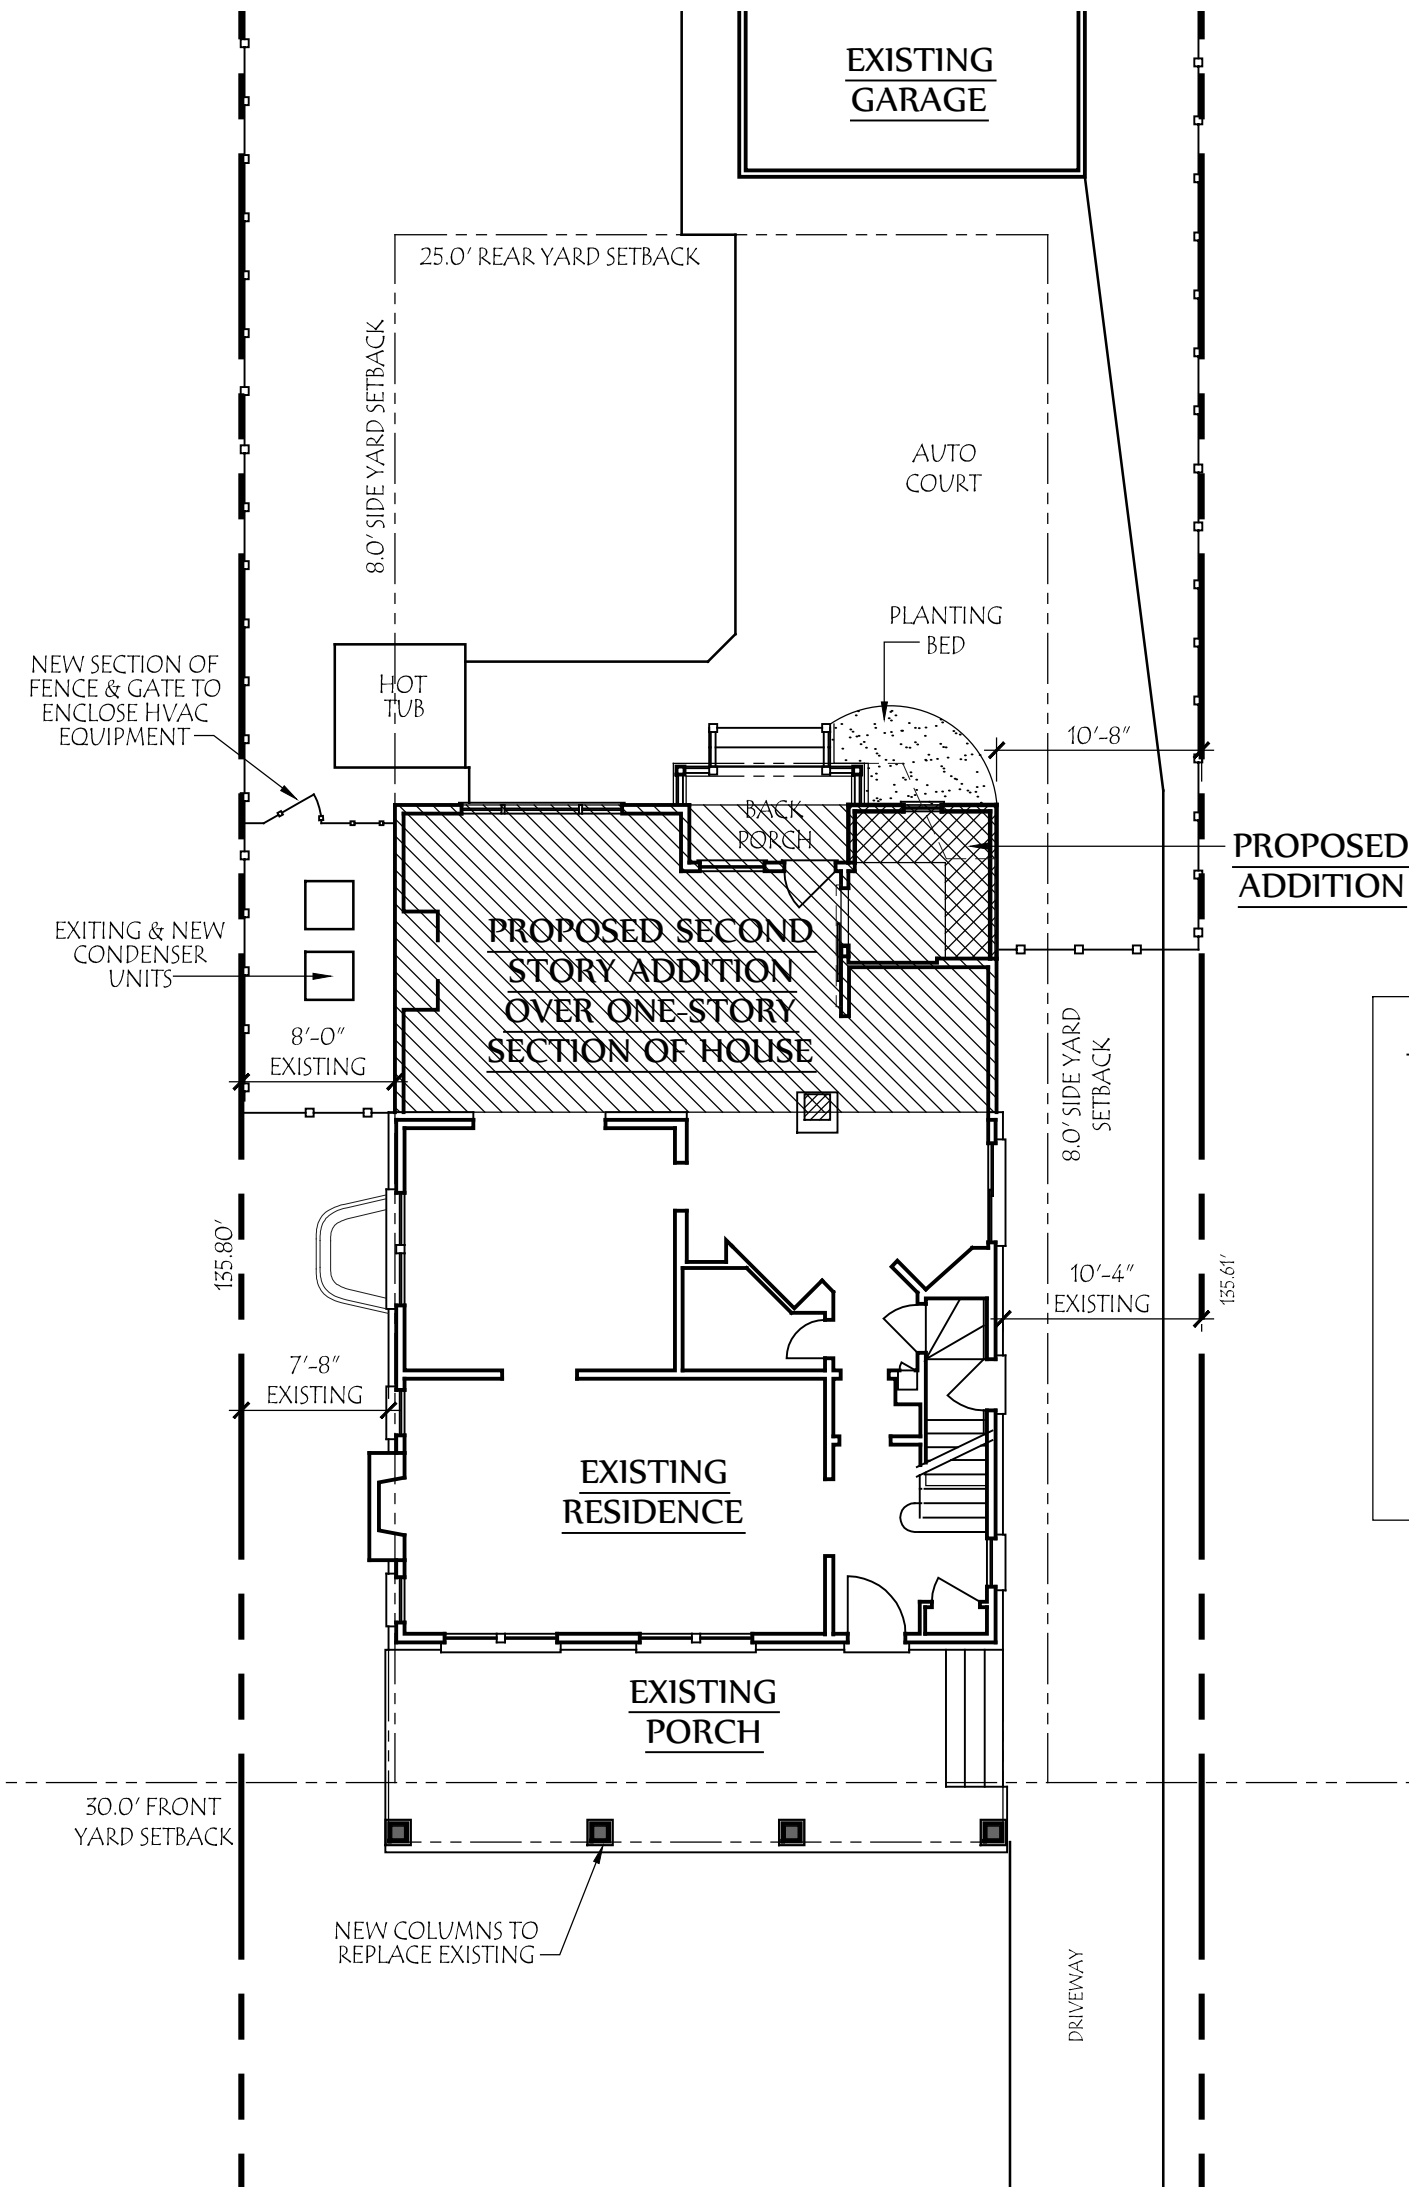 EXISTING
GARAGE
25.0' REAR YARD SETBACK
8.0' SIDE YARD SETBACK
AUTO
COURT
PLANTING
BED
NEW SECTION OF
FENCE & GATE TO
ENCLOSE HVAC
EQUIPMENT
HOT
TUB
10'-8"
BACK
PORCH
PROPOSED
ADDITION
EXITING & NEW
CONDENSER
UNITS
PROPOSED SECOND
STORY ADDITION
OVER ONE-STORY
SECTION OF HOUSE
8'-0"
EXISTING
8.0' SIDE YARD
SETBACK
135.80'
10'-4"
EXISTING
135.61'
7'-8"
EXISTING
EXISTING
RESIDENCE
EXISTING
PORCH
30.0' FRONT
YARD SETBACK
NEW COLUMNS TO
REPLACE EXISTING
DRIVEWAY